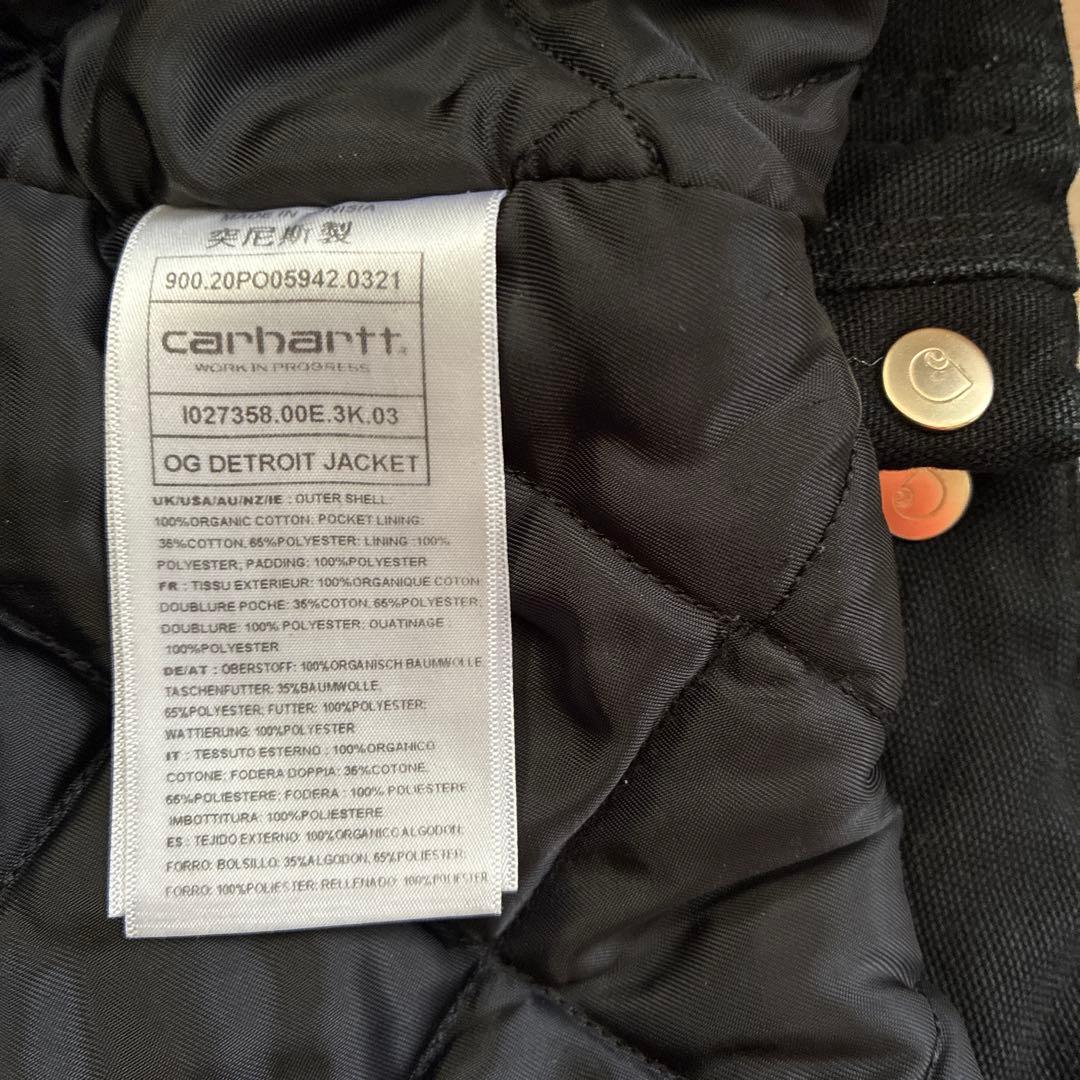 MADE IN TUNISIA
突尼斯製
900.20PO05942.0321
carhartt.
WORK IN PROGRESS
I027358.00E.3K.03
OG DETROIT JACKET
UK/USA/AU/NZ/IE : OUTER SHELL:
100%ORGANIC COTTON: POCKET LINING:
35%COTTON, 65%POLYESTER: LINING :100%
POLYESTER; PADDING: 100%POLYESTER
FR : TISSU EXTERIEUR: 100%ORGANIQUE COTON
DOUBLURE POCHE: 35%COTON, 65%POLYESTER;
DOUBLURE: 100% POLYESTER; OUATINAGE :
100%POLYESTER
DE/AT : OBERSTOFF: 100%ORGANISCH BAUMWOLLE
TASCHENFUTTER: 35%BAUMWOLLE,
65%POLYESTER; FUTTER: 100%POLYESTER;
WATTIERUNG: 100%POLYESTER
IT : TESSUTO ESTERNO : 100%ORGANICO
COTONE; FODERA DOPPIA: 35%COTONE,
65%POLIESTERE; FODERA : 100% POLIESTERE
IMBOTTITURA: 100%POLIESTERE
ES : TEJIDO EXTERNO: 100%ORGANICO ALGODON:
FORRO: BOLSILLO: 35%ALGODON, 65%POLIESTER:
FORRO: 100%POLIESTER: RELLENADO: 100%POLIESTER